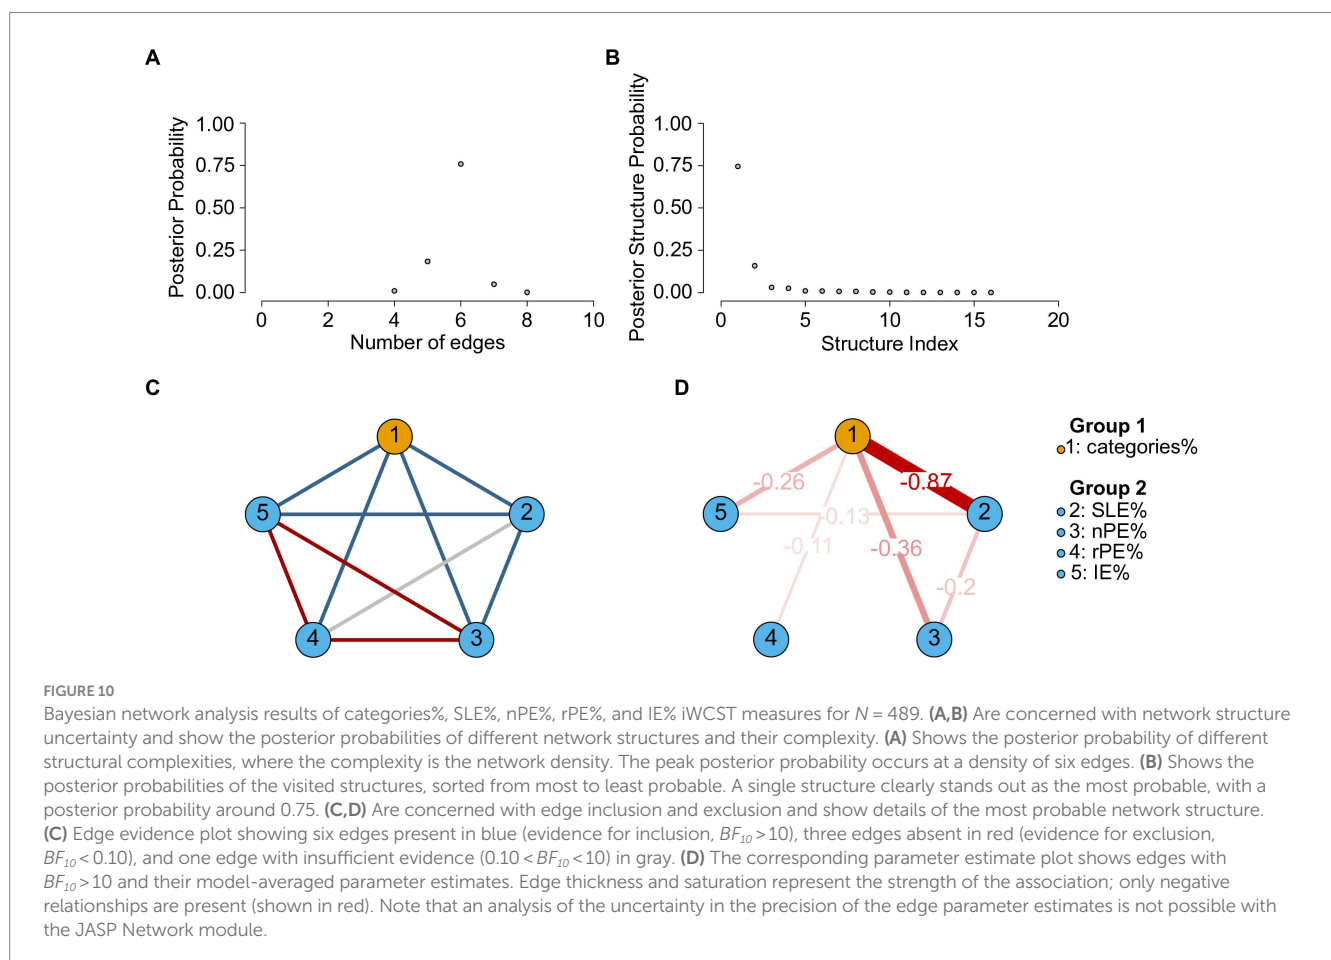 A
B
Posterior Probability
1.00
0.75
0.50
0.25
0.00
0 2 4 6 8 10
Number of edges
Posterior Structure Probability
1.00
0.75
0.50
0.25
0.00
0 5 10 15 20
Structure Index
C
D
1
5 2
4 3
1
-0.26 -0.87
5 2
-0.13
-0.11 -0.36
-0.2
4 3
Group 1
1: categories%
Group 2
2: SLE%
3: nPE%
4: rPE%
5: IE%
FIGURE 10
Bayesian network analysis results of categories%, SLE%, nPE%, rPE%, and IE% iWCST measures for N = 489. (A,B) Are concerned with network structure
uncertainty and show the posterior probabilities of different network structures and their complexity. (A) Shows the posterior probability of different
structural complexities, where the complexity is the network density. The peak posterior probability occurs at a density of six edges. (B) Shows the
posterior probabilities of the visited structures, sorted from most to least probable. A single structure clearly stands out as the most probable, with a
posterior probability around 0.75. (C,D) Are concerned with edge inclusion and exclusion and show details of the most probable network structure.
(C) Edge evidence plot showing six edges present in blue (evidence for inclusion, BF10 > 10), three edges absent in red (evidence for exclusion,
BF10 < 0.10), and one edge with insufficient evidence (0.10 < BF10 < 10) in gray. (D) The corresponding parameter estimate plot shows edges with
BF10 > 10 and their model-averaged parameter estimates. Edge thickness and saturation represent the strength of the association; only negative
relationships are present (shown in red). Note that an analysis of the uncertainty in the precision of the edge parameter estimates is not possible with
the JASP Network module.